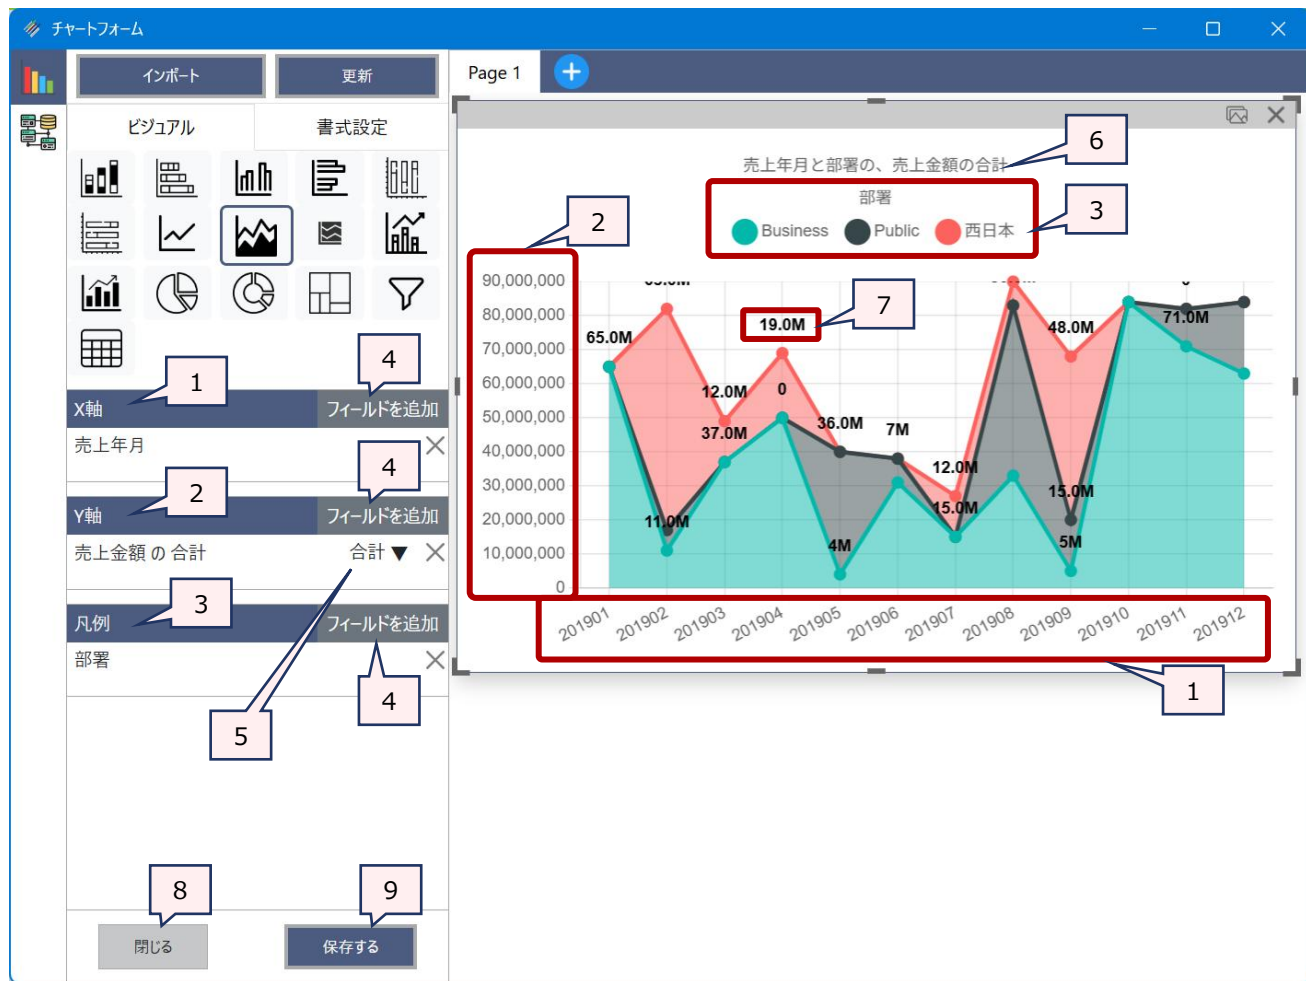 チャートフォーム
インポート 更新
ビジュアル 書式設定
Page 1
6
売上年月と部署の、売上金額の合計
部署
Business Public 西日本
3
2
7
90,000,000
80,000,000
70,000,000
60,000,000
50,000,000
40,000,000
30,000,000
20,000,000
10,000,000
0
65.0M
11.0M
12.0M
37.0M
19.0M
0
36.0M
4M
7M
12.0M
15.0M
48.0M
15.0M
5M
71.0M
201901 201902 201903 201904 201905 201906 201907 201908 201909 201910 201911 201912
1
1
4
X軸 フィールドを追加
売上年月
4
2
Y軸 フィールドを追加
売上金額 の 合計 合計 ▼
3
凡例 フィールドを追加
部署
4
5
8
9
閉じる 保存する